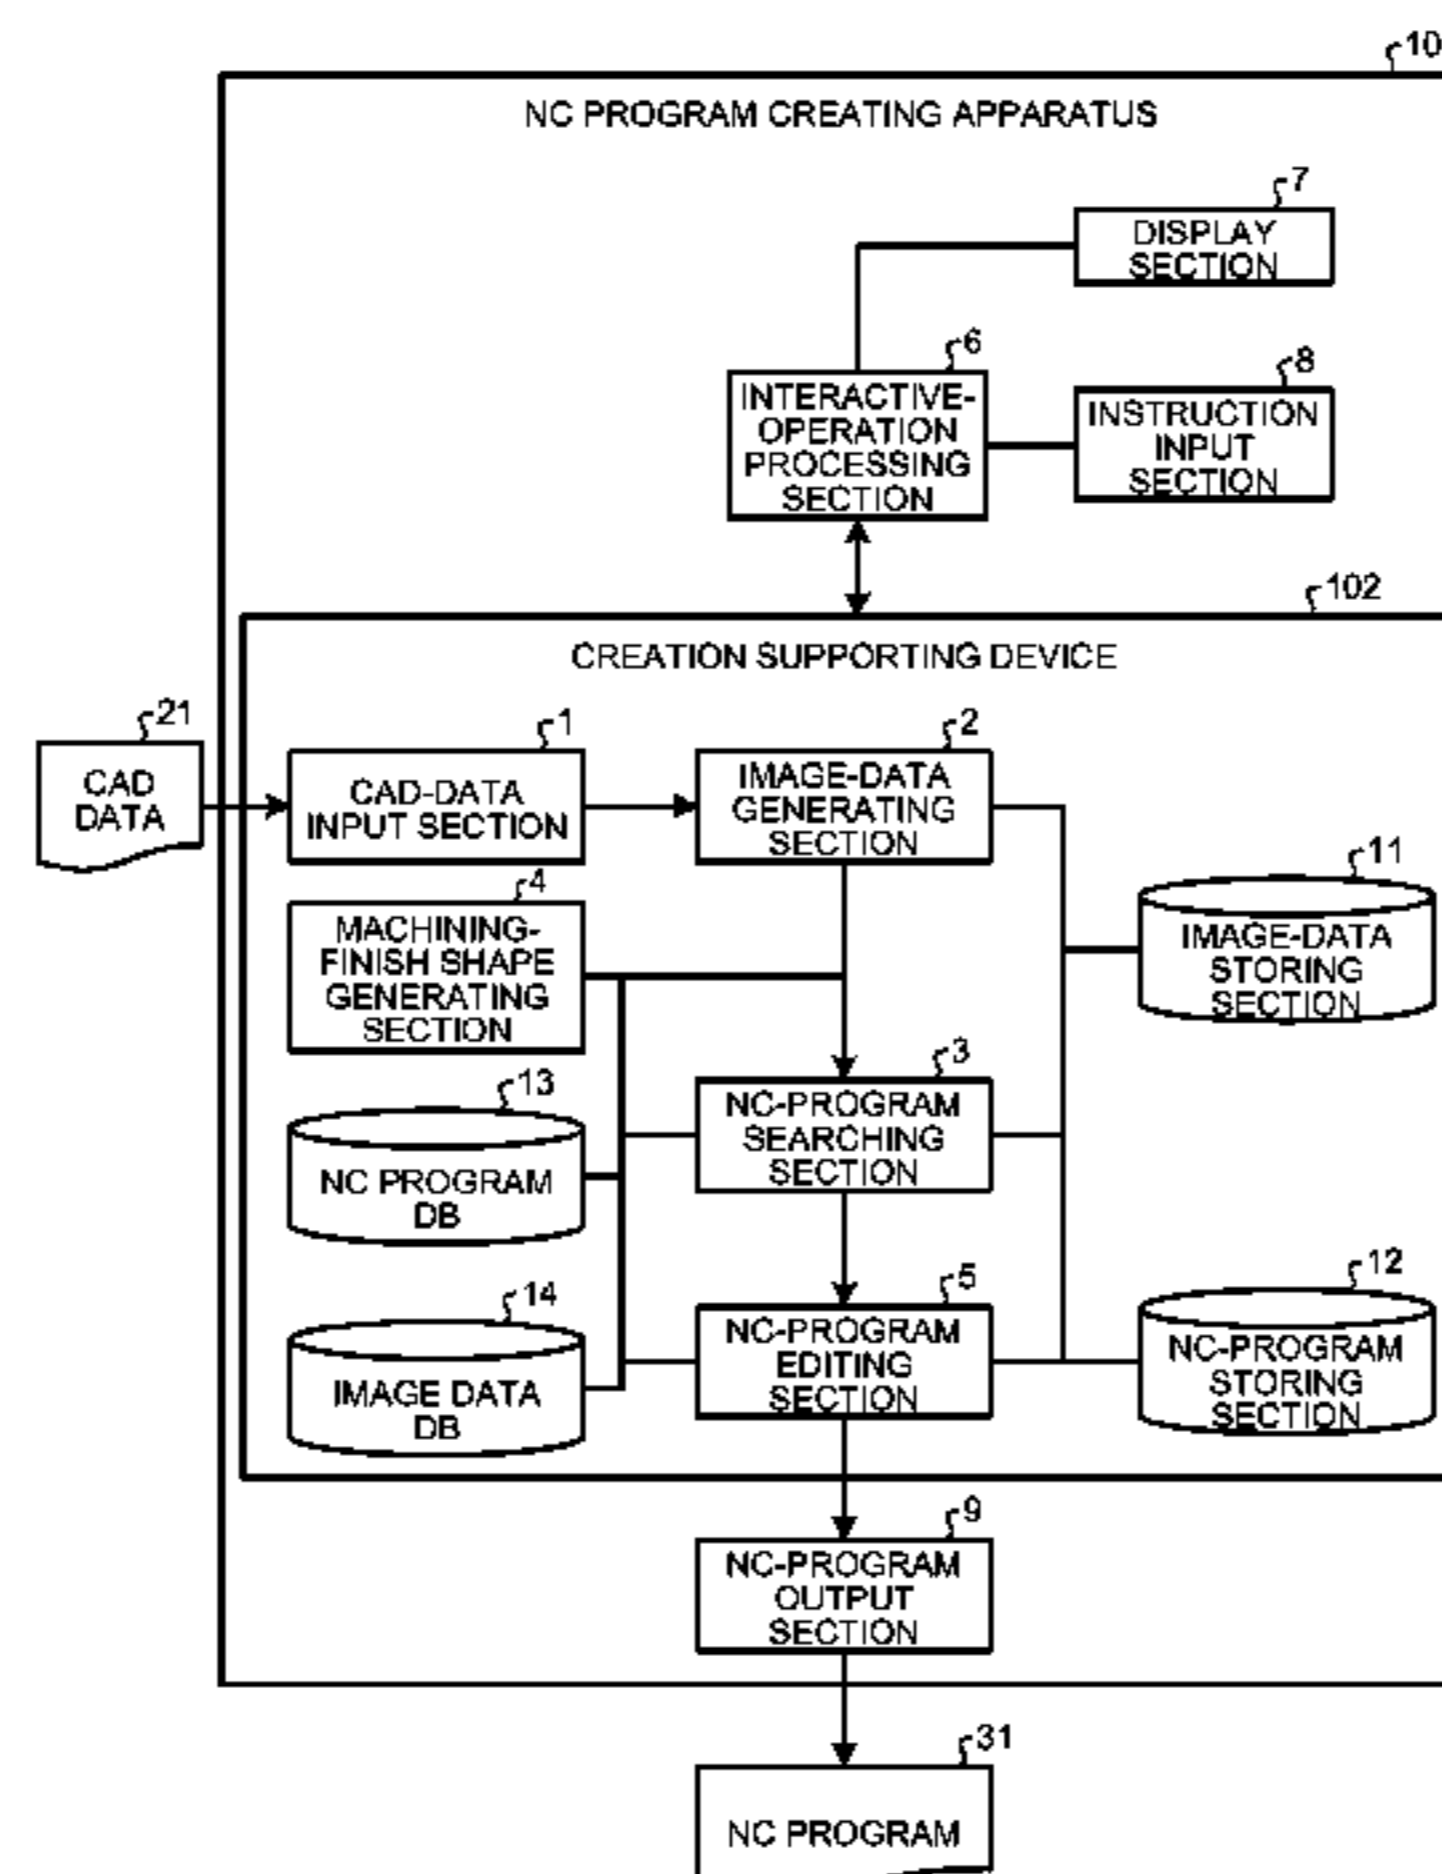 10
NC PROGRAM CREATING APPARATUS
7
DISPLAY
SECTION
6
INTERACTIVE-
OPERATION
PROCESSING
SECTION
8
INSTRUCTION
INPUT
SECTION
102
CREATION SUPPORTING DEVICE
21
CAD
DATA
1
CAD-DATA
INPUT SECTION
2
IMAGE-DATA
GENERATING
SECTION
11
IMAGE-DATA
STORING
SECTION
4
MACHINING-
FINISH SHAPE
GENERATING
SECTION
3
NC-PROGRAM
SEARCHING
SECTION
13
NC PROGRAM
DB
5
NC-PROGRAM
EDITING
SECTION
12
NC-PROGRAM
STORING
SECTION
14
IMAGE DATA
DB
9
NC-PROGRAM
OUTPUT
SECTION
31
NC PROGRAM